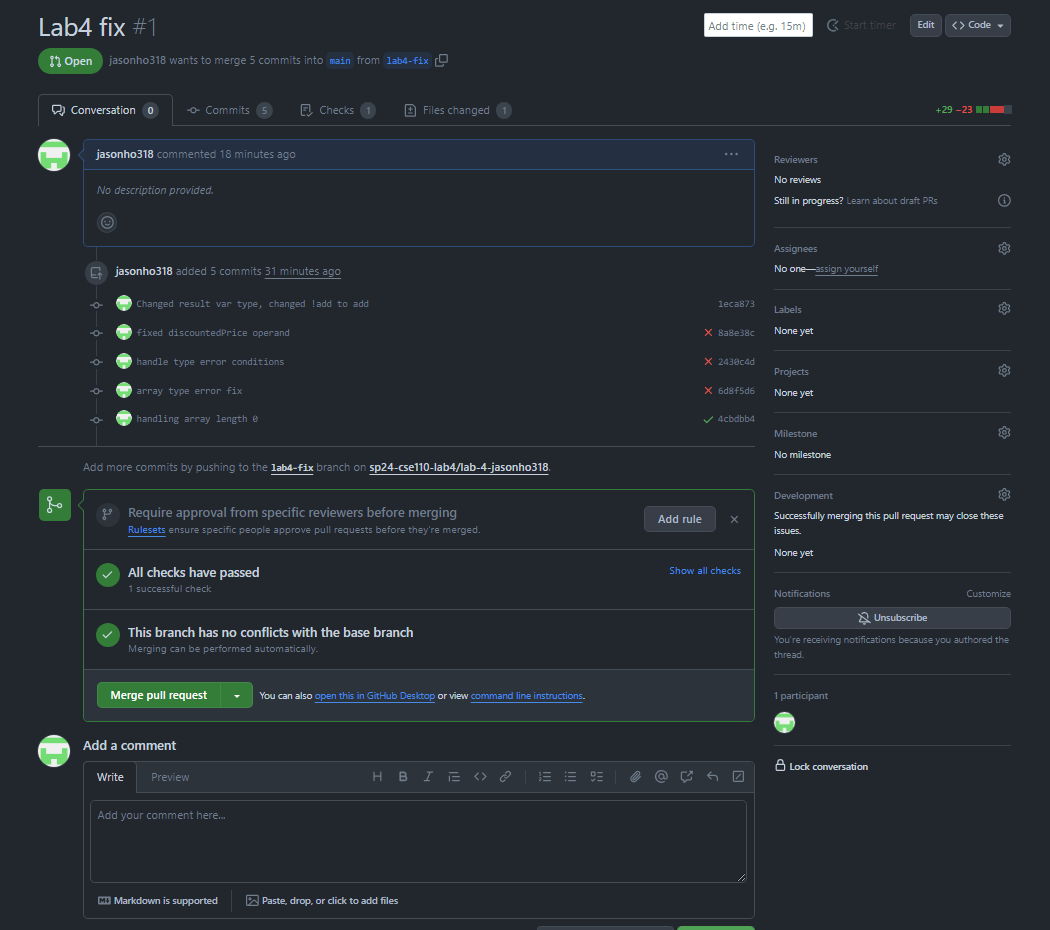 Lab4 fix #1
Add time (e.g. 15m) Start timer Edit Code
Open jasonho318 wants to merge 5 commits into main from lab4-fix
Conversation 0 Commits 5 Checks 1 Files changed 1 +29 −23
jasonho318 commented 18 minutes ago
No description provided.
jasonho318 added 5 commits 31 minutes ago
Changed result var type, changed !add to add 1eca873
fixed discountedPrice operand 8a8e38c
handle type error conditions 2430c4d
array type error fix 6d8f5d6
handling array length 0 4cbdbb4
Add more commits by pushing to the lab4-fix branch on sp24-cse110-lab4/lab-4-jasonho318.
Require approval from specific reviewers before merging
Rulesets ensure specific people approve pull requests before they're merged.
Add rule
All checks have passed
1 successful check
Show all checks
This branch has no conflicts with the base branch
Merging can be performed automatically.
Merge pull request You can also open this in GitHub Desktop or view command line instructions.
Add a comment
Write Preview
Add your comment here...
Markdown is supported Paste, drop, or click to add files
Reviewers
No reviews
Still in progress? Learn about draft PRs
Assignees
No one—assign yourself
Labels
None yet
Projects
None yet
Milestone
No milestone
Development
Successfully merging this pull request may close these
issues.
None yet
Notifications Customize
Unsubscribe
You're receiving notifications because you authored the
thread.
1 participant
Lock conversation